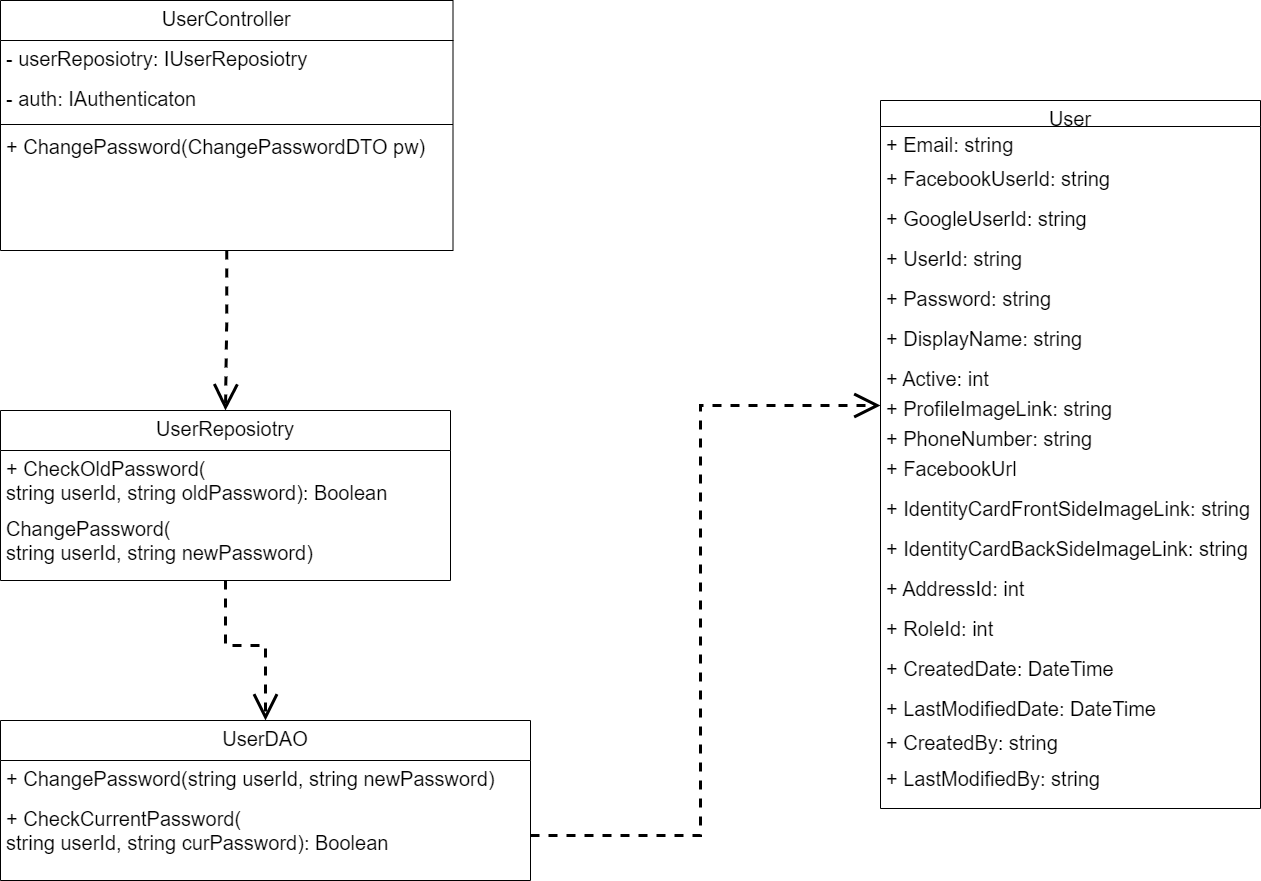 UserController
- userReposiotry: IUserReposiotry
- auth: IAuthenticaton
+ ChangePassword(ChangePasswordDTO pw)
UserReposiotry
+ CheckOldPassword(
string userId, string oldPassword): Boolean
ChangePassword(
string userId, string newPassword)
UserDAO
+ ChangePassword(string userId, string newPassword)
+ CheckCurrentPassword(
string userId, string curPassword): Boolean
User
+ Email: string
+ FacebookUserId: string
+ GoogleUserId: string
+ UserId: string
+ Password: string
+ DisplayName: string
+ Active: int
+ ProfileImageLink: string
+ PhoneNumber: string
+ FacebookUrl
+ IdentityCardFrontSideImageLink: string
+ IdentityCardBackSideImageLink: string
+ AddressId: int
+ RoleId: int
+ CreatedDate: DateTime
+ LastModifiedDate: DateTime
+ CreatedBy: string
+ LastModifiedBy: string